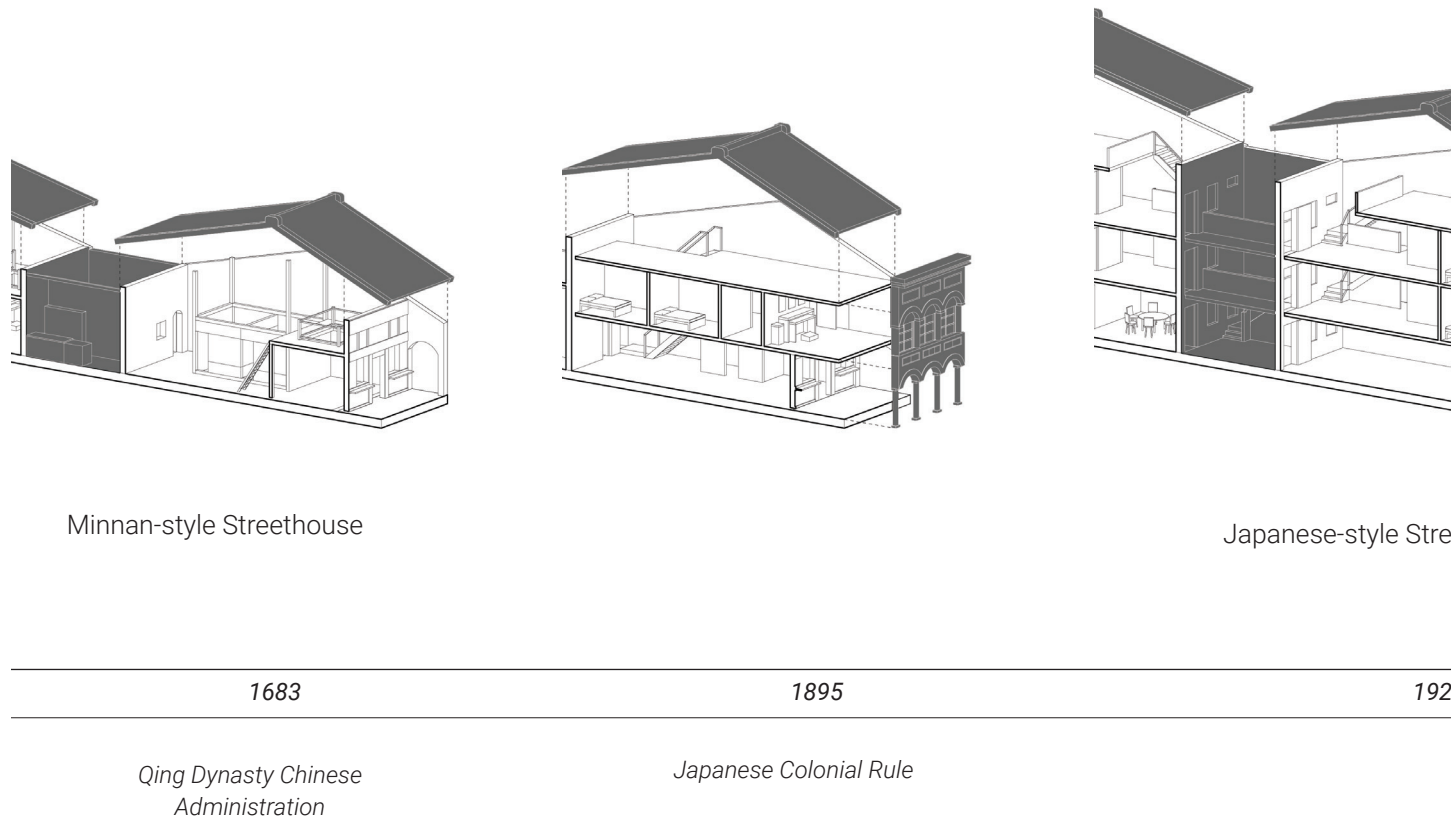 Minnan-style Streethouse
Japanese-style Stre
1683
1895
192
Qing Dynasty Chinese
Administration
Japanese Colonial Rule